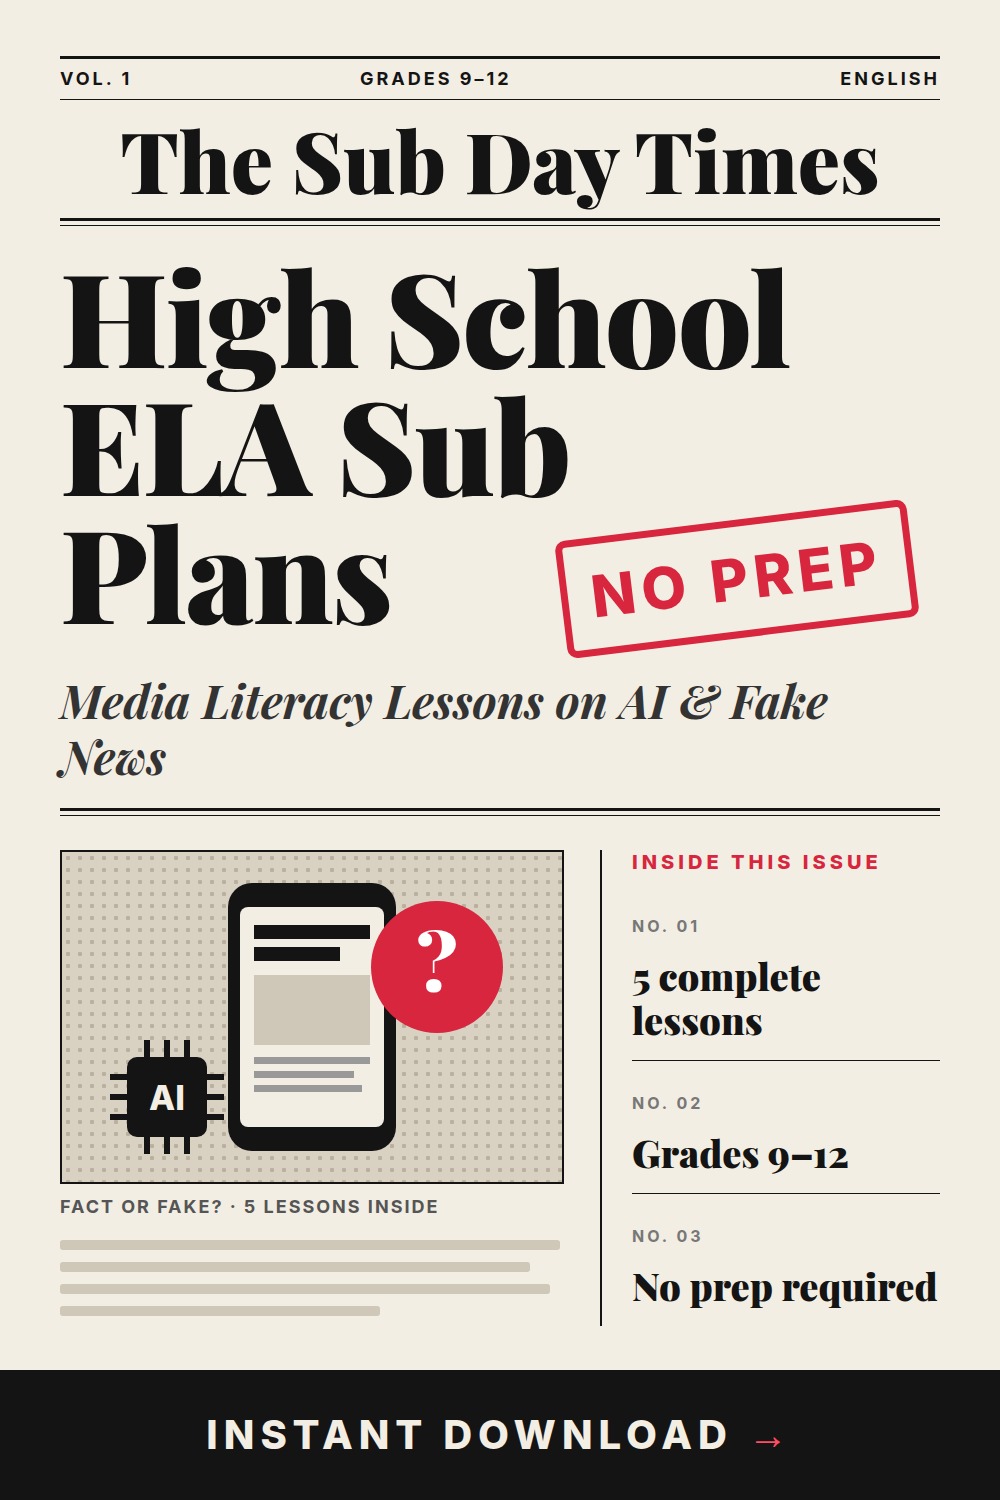 VOL. 1
GRADES 9–12
ENGLISH
The Sub Day Times
High School
ELA Sub
Plans
NO PREP
Media Literacy Lessons on AI & Fake
News
?
AI
FACT OR FAKE? · 5 LESSONS INSIDE
INSIDE THIS ISSUE
NO. 01
5 complete
lessons
NO. 02
Grades 9–12
NO. 03
No prep required
INSTANT DOWNLOAD →